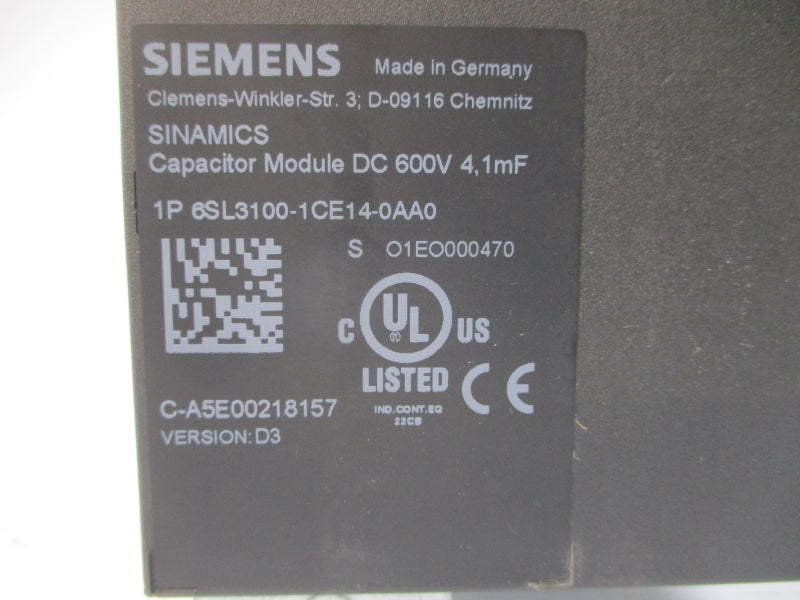 SIEMENS Made in Germany
Clemens-Winkler-Str. 3; D-09116 Chemnitz
SINAMICS
Capacitor Module DC 600V 4,1mF
1P 6SL3100-1CE14-0AA0
S O1EO000470
C UL US
LISTED CE
IND.CONT.EQ
22CB
C-A5E00218157
VERSION: D3